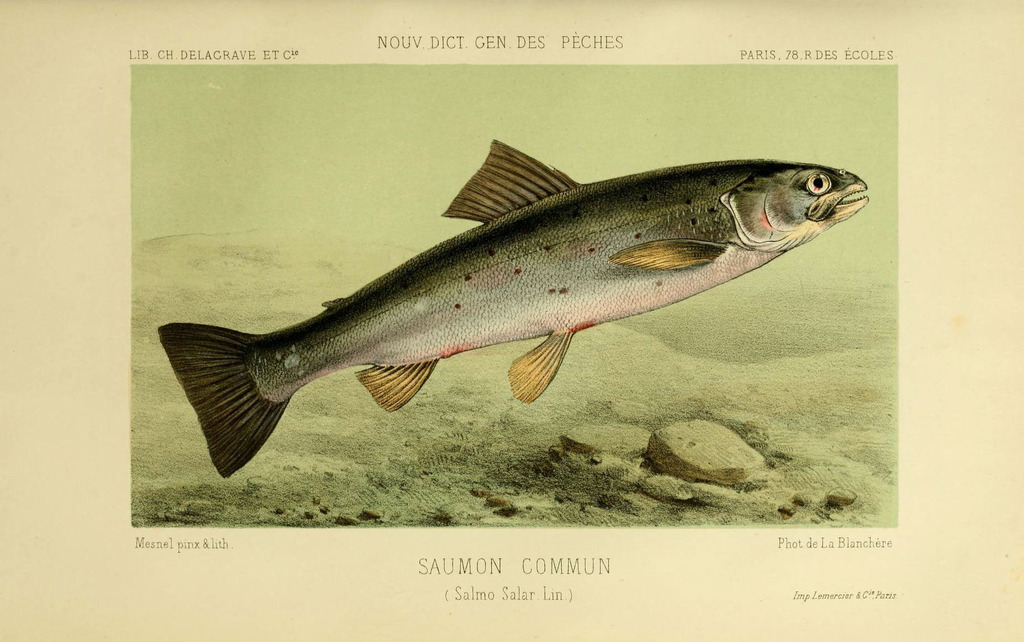 NOUV. DICT. GEN. DES PÈCHES
LIB. CH. DELAGRAVE ET Cie
PARIS, 78, R DES ÉCOLES
Mesnel pinx & lith.
Phot de La Blanchère
SAUMON COMMUN
( Salmo Salar Lin.)
Imp Lemercier & Cie Paris.